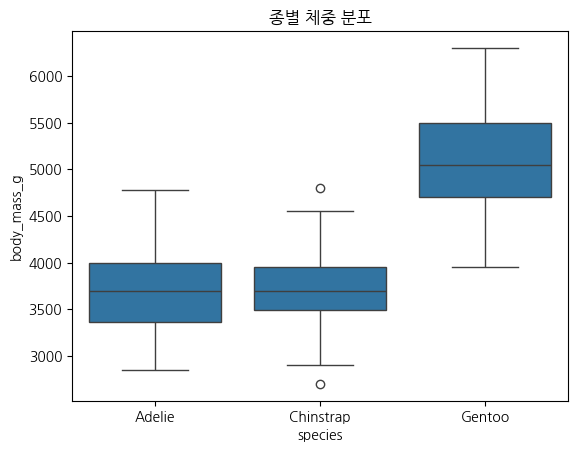 종별 체중 분포
body_mass_g
6000
5500
5000
4500
4000
3500
3000
Adelie
Chinstrap
Gentoo
species